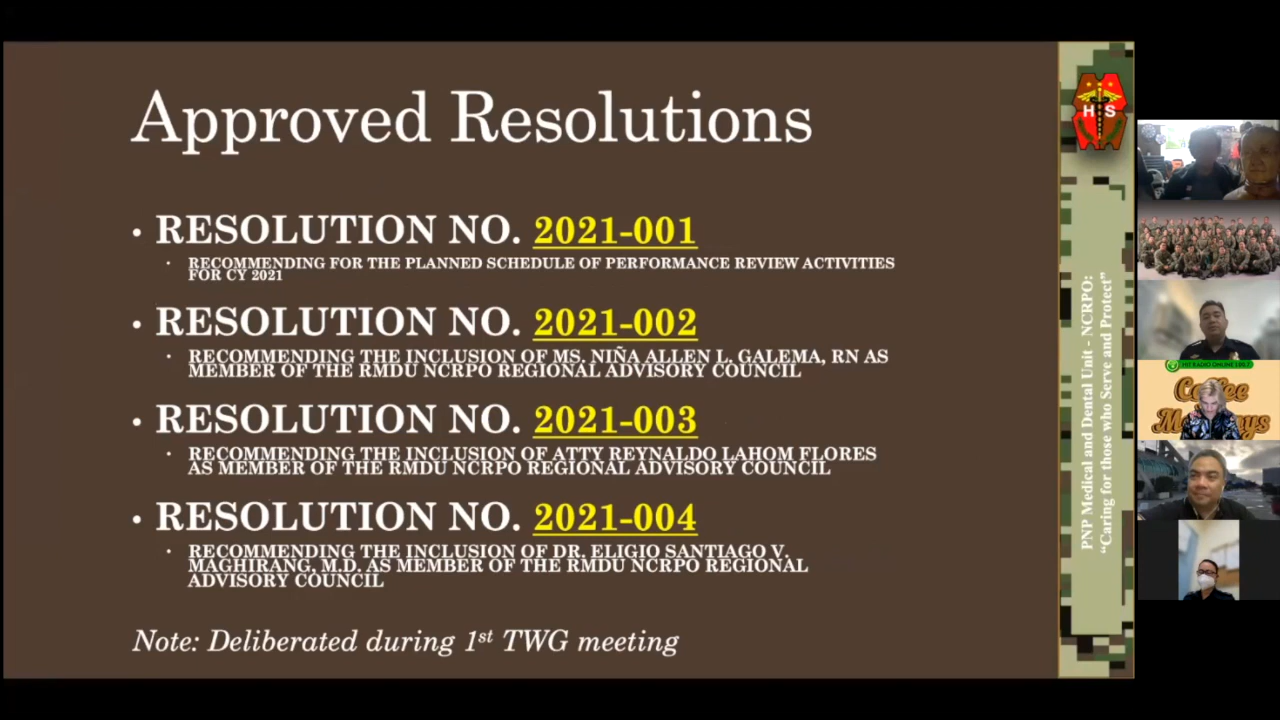 Approved Resolutions
• RESOLUTION NO. 2021-001
• RECOMMENDING FOR THE PLANNED SCHEDULE OF PERFORMANCE REVIEW ACTIVITIES
FOR CY 2021
• RESOLUTION NO. 2021-002
• RECOMMENDING THE INCLUSION OF MS. NIÑA ALLEN L. GALEMA, RN AS
MEMBER OF THE RMDU NCRPO REGIONAL ADVISORY COUNCIL
• RESOLUTION NO. 2021-003
• RECOMMENDING THE INCLUSION OF ATTY REYNALDO LAHOM FLORES
AS MEMBER OF THE RMDU NCRPO REGIONAL ADVISORY COUNCIL
• RESOLUTION NO. 2021-004
• RECOMMENDING THE INCLUSION OF DR. ELIGIO SANTIAGO V.
MAGHIRANG, M.D. AS MEMBER OF THE RMDU NCRPO REGIONAL
ADVISORY COUNCIL
Note: Deliberated during 1st TWG meeting
H S
PNP Medical and Dental Unit - NCRPO:
“Caring for those who Serve and Protect”
Coffee